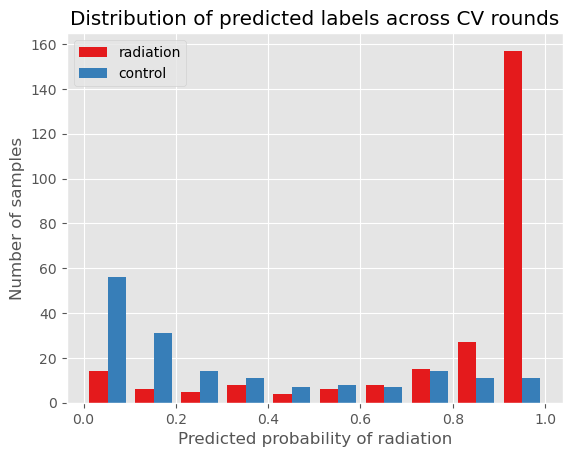 Distribution of predicted labels across CV rounds
radiation
control
Number of samples
160
140
120
100
80
60
40
20
0
0.0 0.2 0.4 0.6 0.8 1.0
Predicted probability of radiation